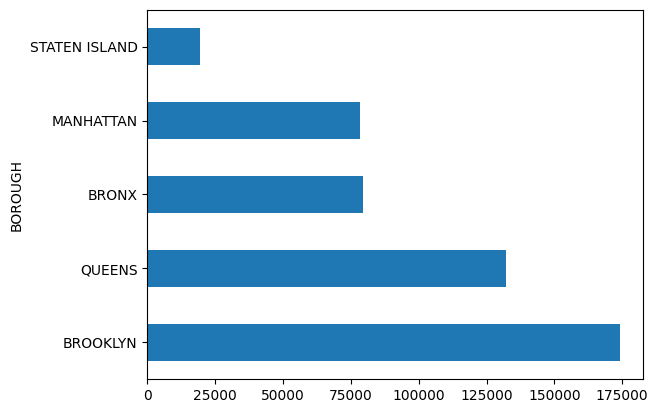 STATEN ISLAND
MANHATTAN
BRONX
QUEENS
BROOKLYN
BOROUGH
0 25000 50000 75000 100000 125000 150000 175000